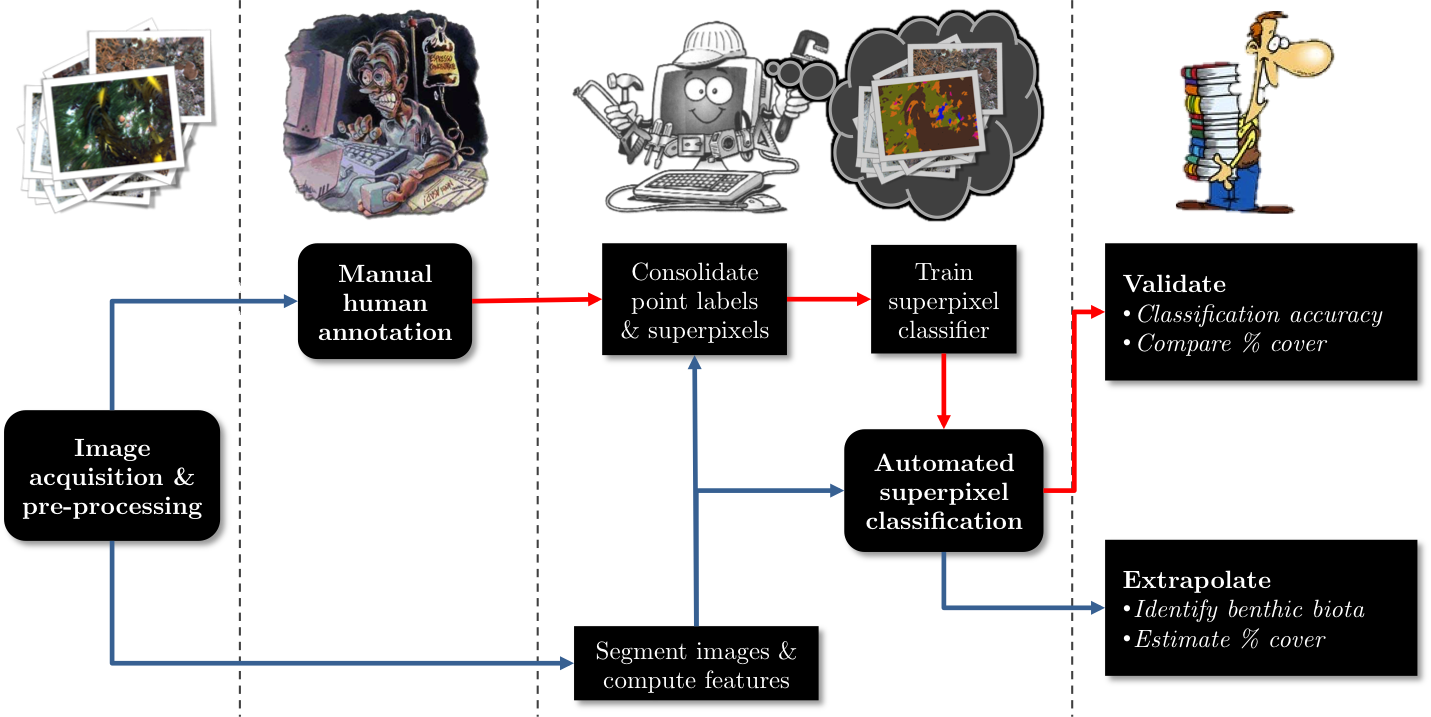 Manual
human
annotation
Consolidate
point labels
& superpixels
Train
superpixel
classifier
Validate
• Classification accuracy
• Compare % cover
Image
acquisition &
pre-processing
Automated
superpixel
classification
Extrapolate
• Identify benthic biota
• Estimate % cover
Segment images &
compute features